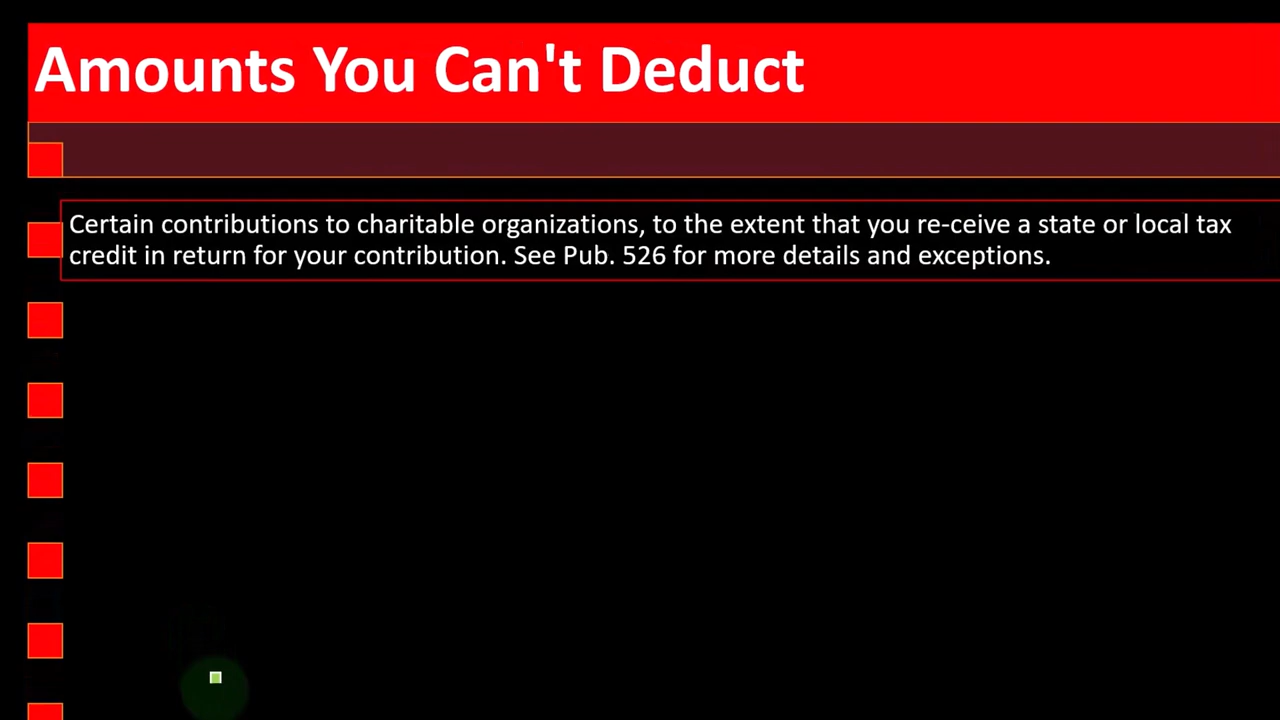 Amounts You Can't Deduct
Certain contributions to charitable organizations, to the extent that you re-ceive a state or local tax
credit in return for your contribution. See Pub. 526 for more details and exceptions.